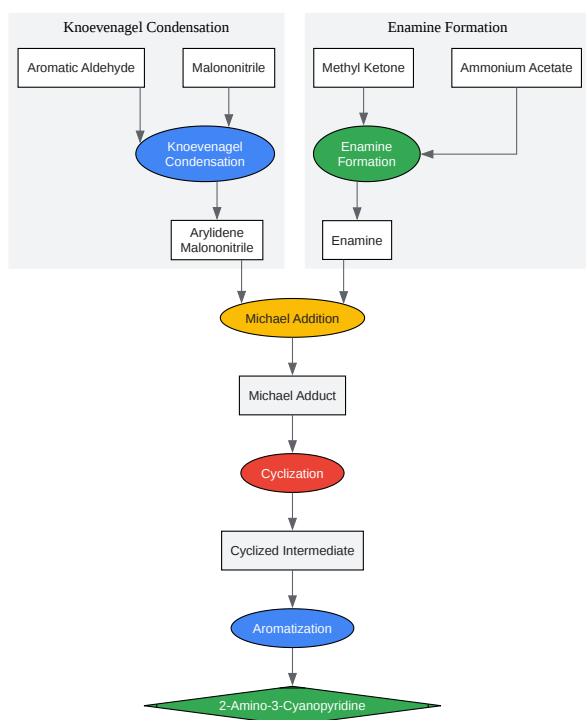 Knoevenagel Condensation
Enamine Formation
Aromatic Aldehyde
Malononitrile
Methyl Ketone
Ammonium Acetate
Knoevenagel
Condensation
Enamine
Formation
Arylidene
Malononitrile
Enamine
Michael Addition
Michael Adduct
Cyclization
Cyclized Intermediate
Aromatization
2-Amino-3-Cyanopyridine